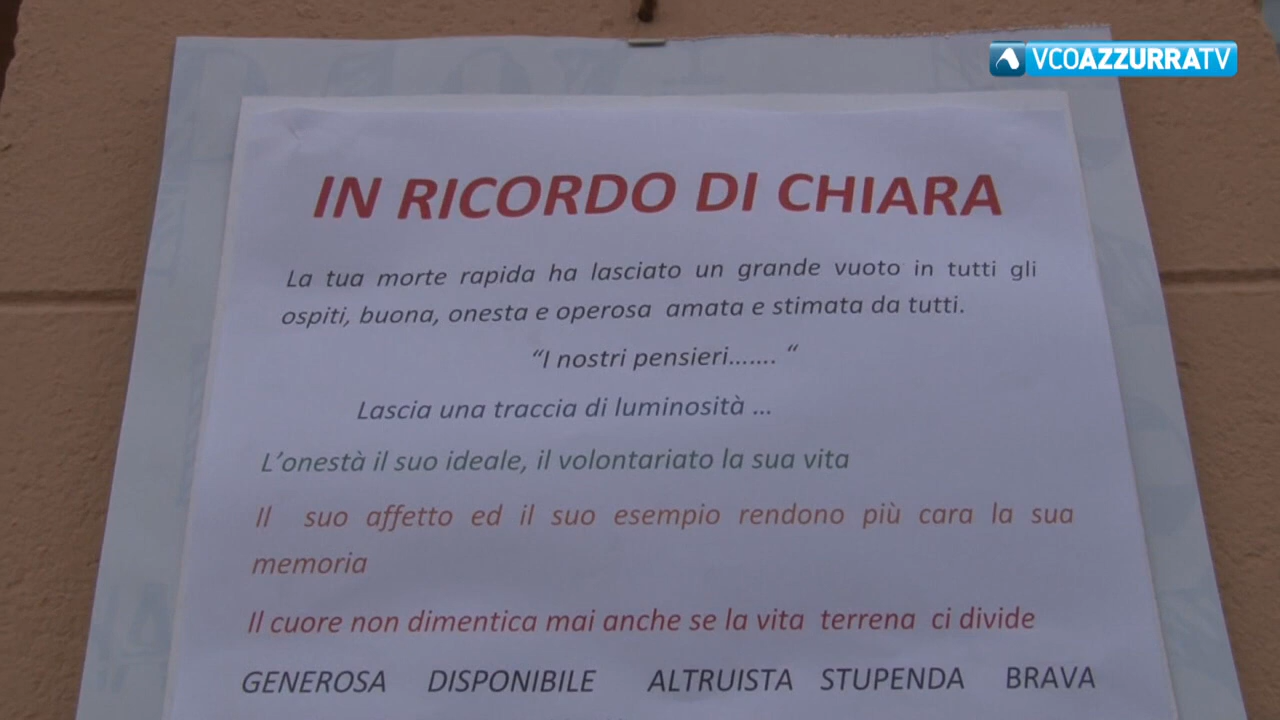 VCOAZZURRATV
IN RICORDO DI CHIARA
La tua morte rapida ha lasciato un grande vuoto in tutti gli
ospiti, buona, onesta e operosa amata e stimata da tutti.
“I nostri pensieri……. “
Lascia una traccia di luminosità …
L’onestà il suo ideale, il volontariato la sua vita
Il suo affetto ed il suo esempio rendono più cara la sua
memoria
Il cuore non dimentica mai anche se la vita terrena ci divide
GENEROSA DISPONIBILE ALTRUISTA STUPENDA BRAVA